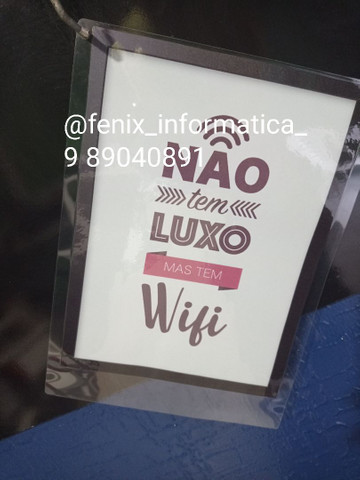 @fenix_informatica_
9 89040891
NÃO
tem
LUXO
MAS TEM
Wifi